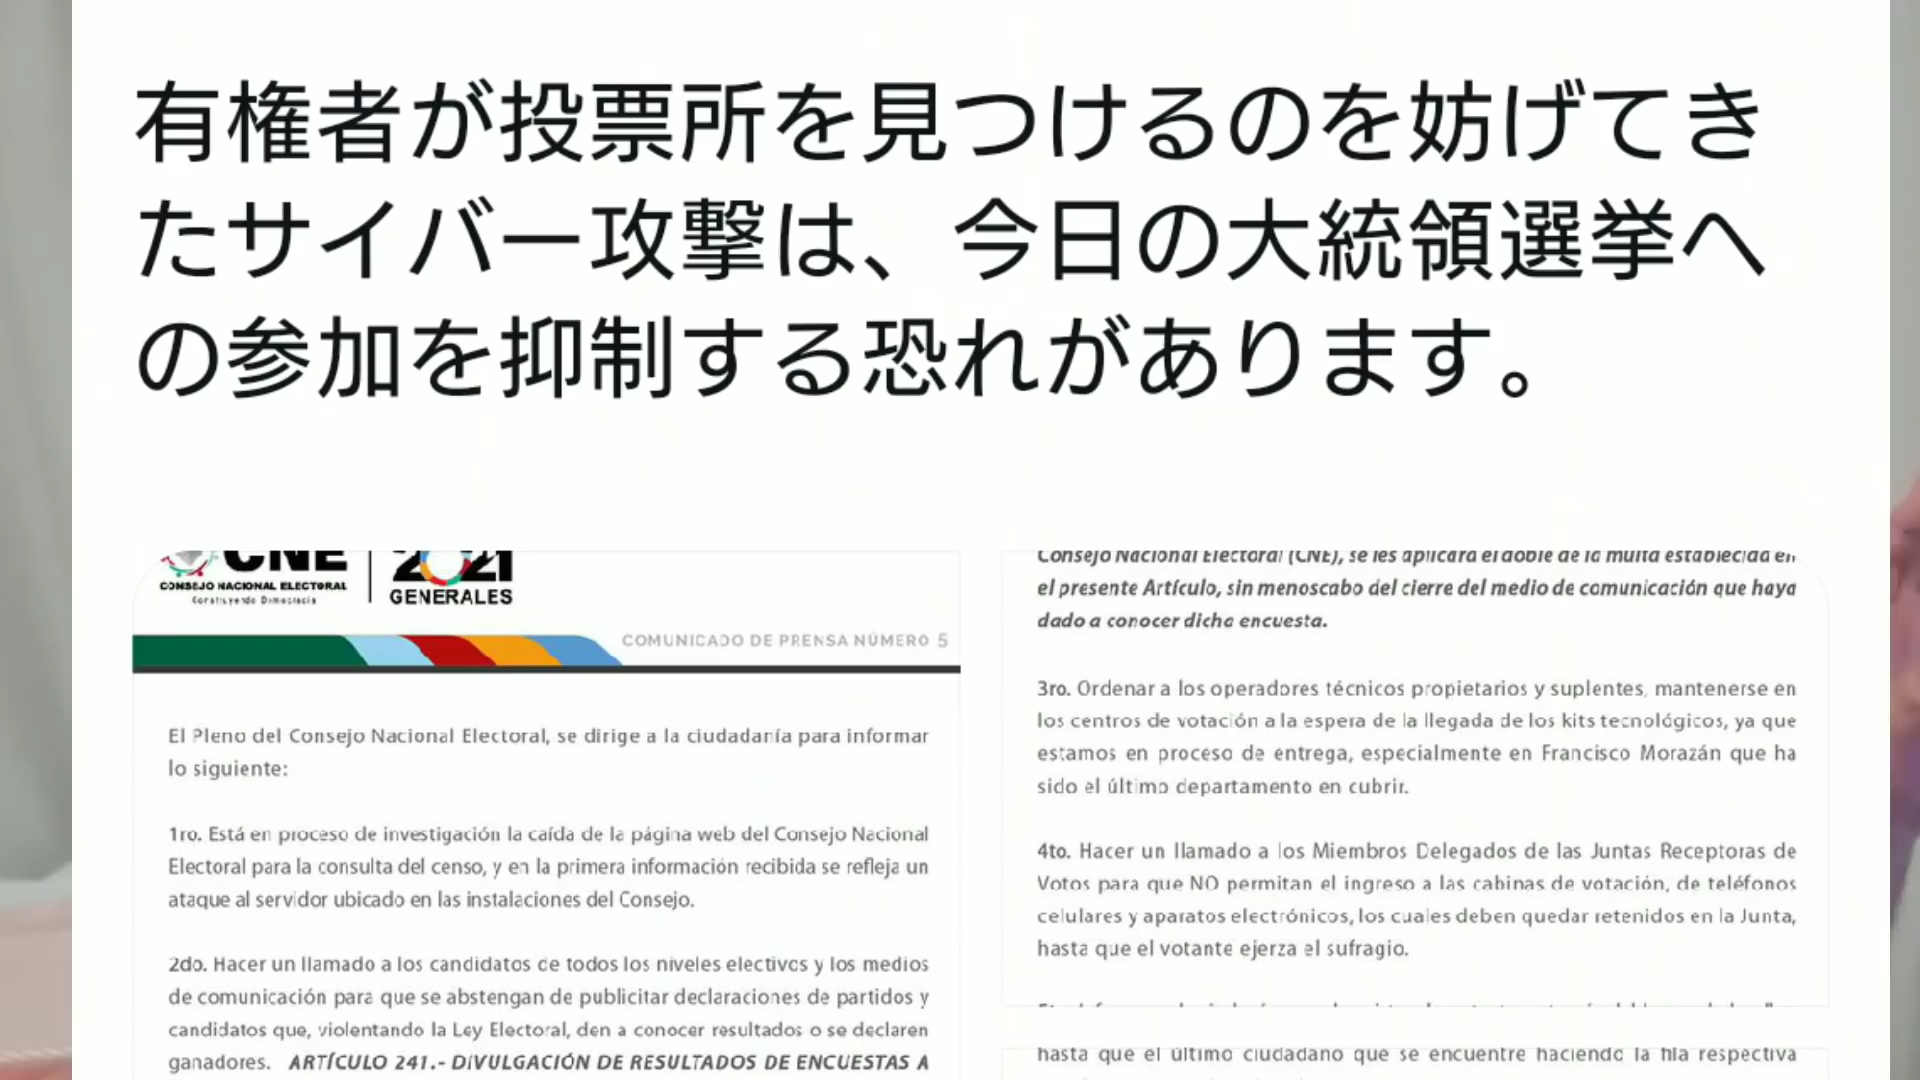 有権者が投票所を見つけるのを妨げてき
たサイバー攻撃は、今日の大統領選挙へ
の参加を抑制する恐れがあります。
CNE
CONSEJO NACIONAL ELECTORAL
Construyendo Democracia
2021
GENERALES
COMUNICADO DE PRENSA NÚMERO 5
El Pleno del Consejo Nacional Electoral, se dirige a la ciudadanía para informar
lo siguiente:
1ro. Está en proceso de investigación la caída de la página web del Consejo Nacional
Electoral para la consulta del censo, y en la primera información recibida se refleja un
ataque al servidor ubicado en las instalaciones del Consejo.
2do. Hacer un llamado a los candidatos de todos los niveles electivos y los medios
de comunicación para que se abstengan de publicitar declaraciones de partidos y
candidatos que, violentando la Ley Electoral, den a conocer resultados o se declaren
ganadores. ARTÍCULO 241.- DIVULGACIÓN DE RESULTADOS DE ENCUESTAS A
Consejo Nacional Electoral (CNE), se les aplicará el doble de la multa establecida en
el presente Artículo, sin menoscabo del cierre del medio de comunicación que haya
dado a conocer dicha encuesta.
3ro. Ordenar a los operadores técnicos propietarios y suplentes, mantenerse en
los centros de votación a la espera de la llegada de los kits tecnológicos, ya que
estamos en proceso de entrega, especialmente en Francisco Morazán que ha
sido el último departamento en cubrir.
4to. Hacer un llamado a los Miembros Delegados de las Juntas Receptoras de
Votos para que NO permitan el ingreso a las cabinas de votación, de teléfonos
celulares y aparatos electrónicos, los cuales deben quedar retenidos en la Junta,
hasta que el votante ejerza el sufragio.
hasta que el último ciudadano que se encuentre haciendo la fila respectiva